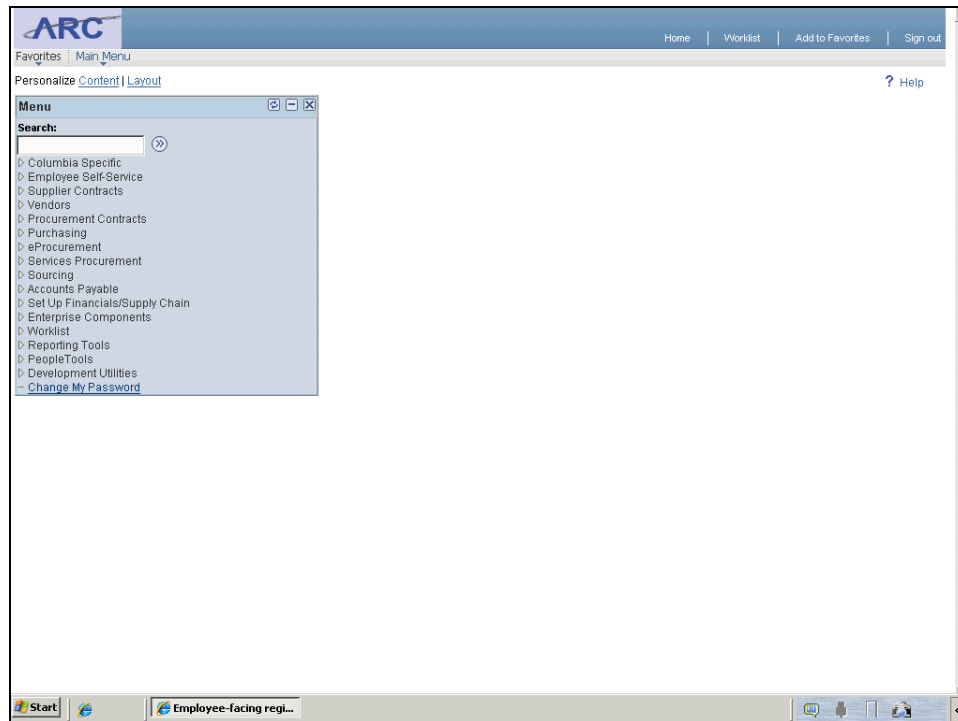 ARC
Home | Worklist | Add to Favorites | Sign out
Favorites Main Menu
Personalize Content | Layout
? Help
Menu
Search:
Columbia Specific
Employee Self-Service
Supplier Contracts
Vendors
Procurement Contracts
Purchasing
eProcurement
Services Procurement
Sourcing
Accounts Payable
Set Up Financials/Supply Chain
Enterprise Components
Worklist
Reporting Tools
PeopleTools
Development Utilities
Change My Password
Start
Employee-facing regi...